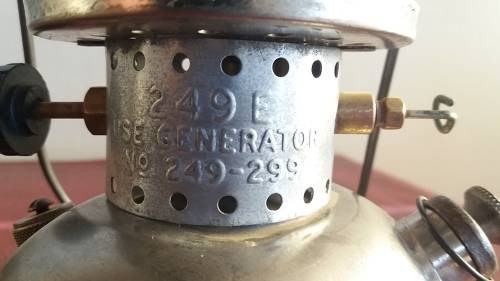 249 E
USE GENERATOR
No 249-299